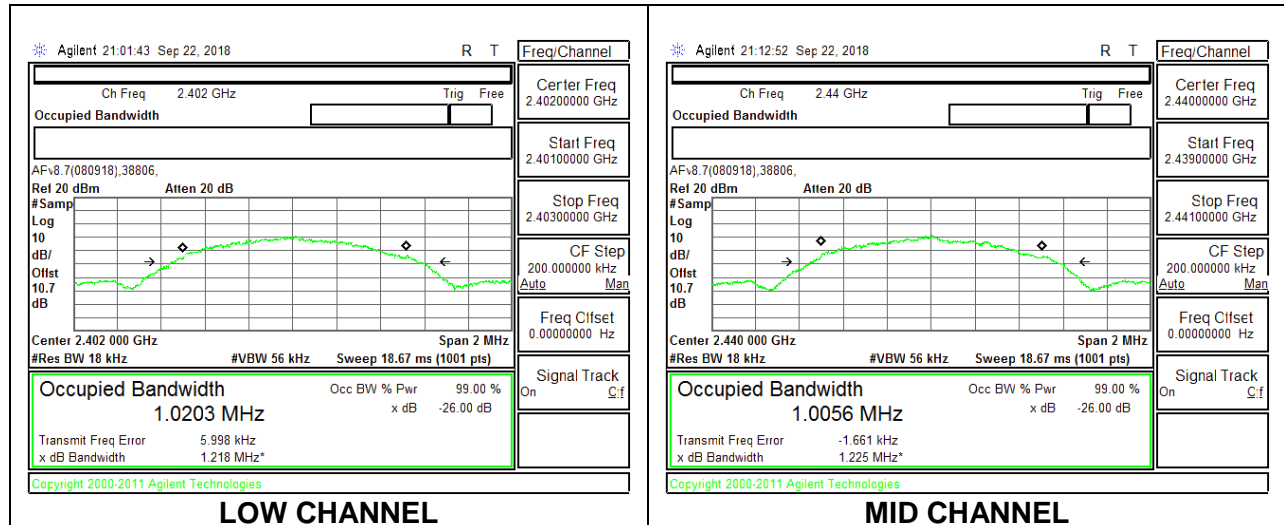 Agilent 21:01:43 Sep 22, 2018
R T
Freq/Channel
Ch Freq 2.402 GHz
Trig Free
Occupied Bandwidth
Center Freq
2.40200000 GHz
Start Freq
2.40100000 GHz
Stop Freq
2.40300000 GHz
CF Step
200.000000 kHz
Auto Man
Freq Offset
0.00000000 Hz
Signal Track
On Off
AFv8.7(080918),38806,
Ref 20 dBm
Atten 20 dB
#Samp
Log
10
dB/
Offst
10.7
dB
Center 2.402 000 GHz
Span 2 MHz
#Res BW 18 kHz
#VBW 56 kHz
Sweep 18.67 ms (1001 pts)
Occupied Bandwidth
1.0203 MHz
Occ BW % Pwr 99.00 %
x dB -26.00 dB
Transmit Freq Error 5.998 kHz
x dB Bandwidth 1.218 MHz*
Copyright 2000-2011 Agilent Technologies
LOW CHANNEL
Agilent 21:12:52 Sep 22, 2018
R T
Freq/Channel
Ch Freq 2.44 GHz
Trig Free
Occupied Bandwidth
Center Freq
2.44000000 GHz
Start Freq
2.43900000 GHz
Stop Freq
2.44100000 GHz
CF Step
200.000000 kHz
Auto Man
Freq Offset
0.00000000 Hz
Signal Track
On Off
AFv8.7(080918),38806,
Ref 20 dBm
Atten 20 dB
#Samp
Log
10
dB/
Offst
10.7
dB
Center 2.440 000 GHz
Span 2 MHz
#Res BW 18 kHz
#VBW 56 kHz
Sweep 18.67 ms (1001 pts)
Occupied Bandwidth
1.0056 MHz
Occ BW % Pwr 99.00 %
x dB -26.00 dB
Transmit Freq Error -1.661 kHz
x dB Bandwidth 1.225 MHz*
Copyright 2000-2011 Agilent Technologies
MID CHANNEL